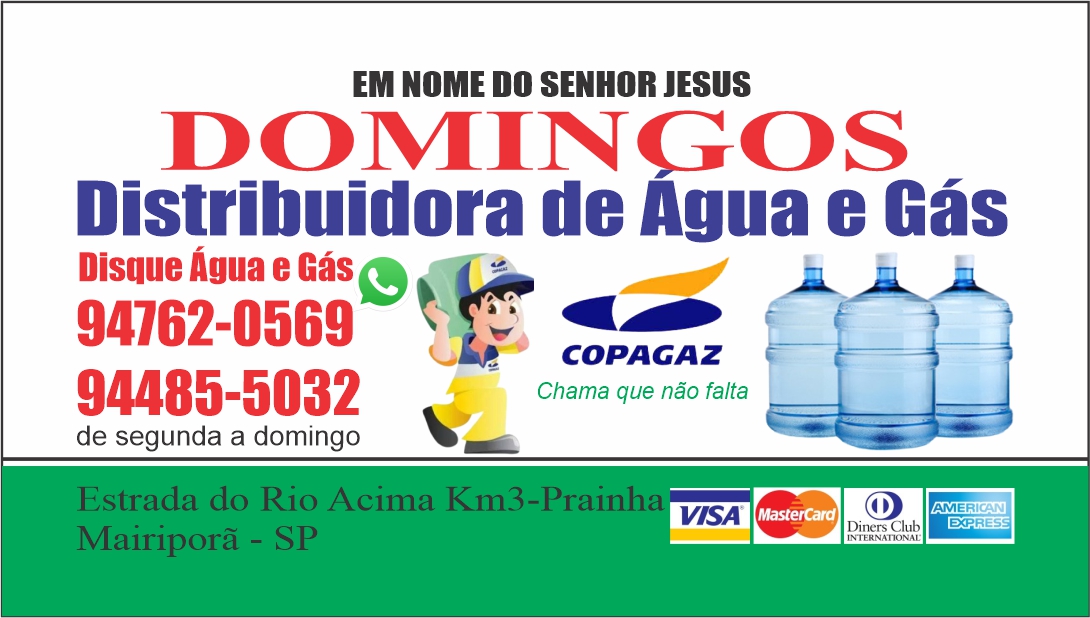 EM NOME DO SENHOR JESUS
DOMINGOS
Distribuidora de Água e Gás
Disque Água e Gás
94762-0569
94485-5032
de segunda a domingo
COPAGAZ
COPAGAZ
COPAGAZ
Chama que não falta
Estrada do Rio Acima Km3-Prainha
Mairiporã - SP
VISA
MasterCard
Diners Club
INTERNATIONAL
AMERICAN
EXPRESS